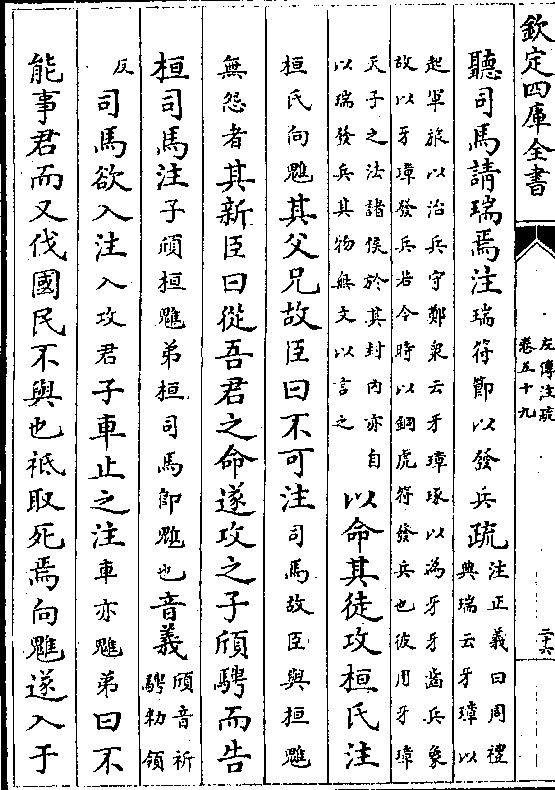 欽定四庫全書
左傳注疏
卷五十九
二十六
聽司馬請瑞焉注瑞符節以發兵疏
注正義曰周禮
典瑞云牙璋以
起軍旅以治兵守鄭衆云牙璋琢以為牙牙齒兵象
故以牙璋發兵若今時以銅虎符發兵也彼用牙璋
天子之法諸侯於其封内亦自
以瑞發兵其物無文以言之
以命其徒攻桓氏注
桓氏向魋其父兄故臣曰不可注司馬故臣與桓魋
無怨者其新臣曰從吾君之命遂攻之子頎騁而告
桓司馬注子頎桓魋弟桓司馬即魋也音義
頎音祈
騁勑領
反司馬欲入注入攻君子車止之注車亦魋弟曰不
能事君而又伐國民不與也祗取死焉向魋遂入于